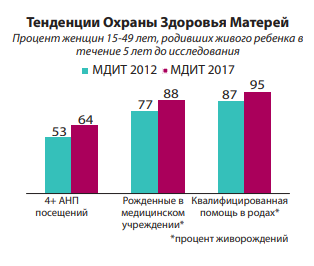 Тенденции Охраны Здоровья Матерей
Процент женщин 15-49 лет, родивших живого ребенка в
течение 5 лет до исследования
МДИТ 2012 МДИТ 2017
53 64 77 88 87 95
4+ АНП
посещений
Рожденные в
медицинском
учреждении*
Квалифицированная
помощь в родах*
*процент живорождений